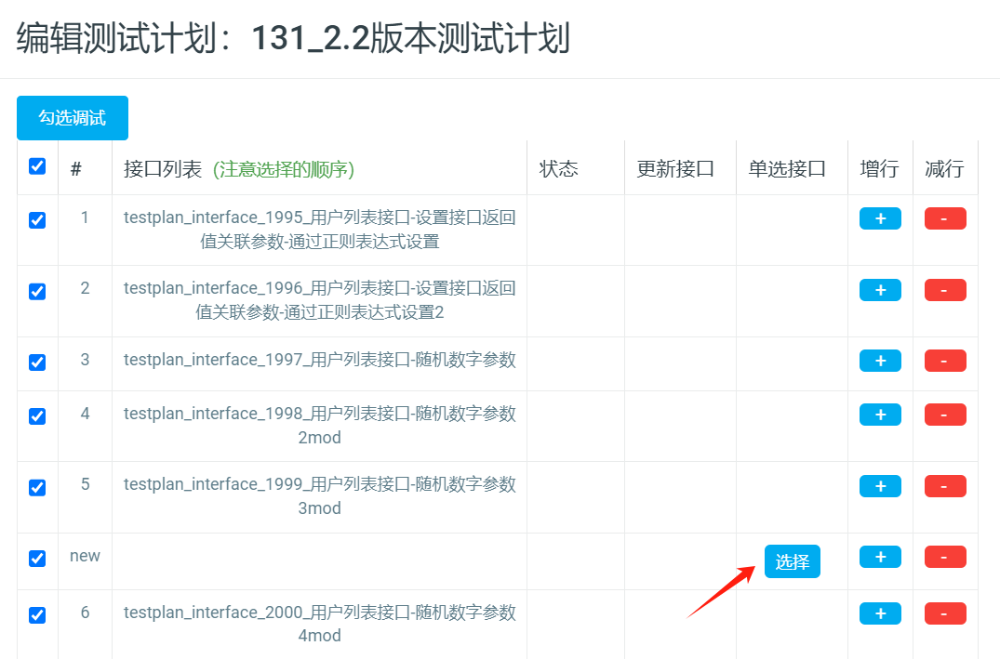 编辑测试计划：131_2.2版本测试计划
勾选调试
# 接口列表 (注意选择的顺序) 状态 更新接口 单选接口 增行 减行
1 testplan_interface_1995_用户列表接口-设置接口返回 + -
值关联参数-通过正则表达式设置
2 testplan_interface_1996_用户列表接口-设置接口返回 + -
值关联参数-通过正则表达式设置2
3 testplan_interface_1997_用户列表接口-随机数字参数 + -
4 testplan_interface_1998_用户列表接口-随机数字参数 + -
2mod
5 testplan_interface_1999_用户列表接口-随机数字参数 + -
3mod
new 选择 + -
6 testplan_interface_2000_用户列表接口-随机数字参数 + -
4mod